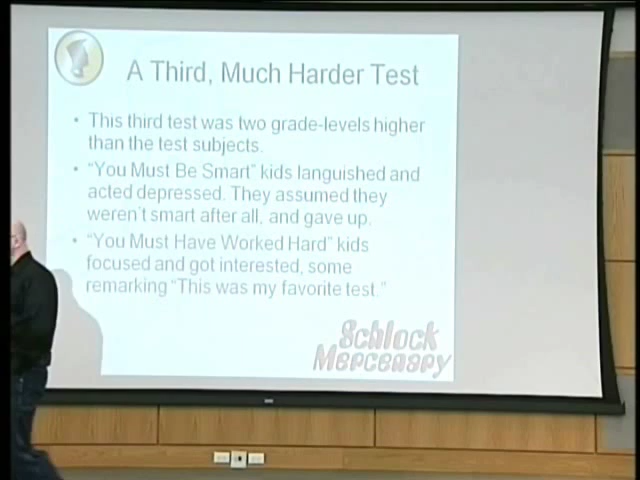 A Third, Much Harder Test
• This third test was two grade-levels higher
than the test subjects.
• “You Must Be Smart” kids languished and
acted depressed. They assumed they
weren’t smart after all, and gave up.
• “You Must Have Worked Hard” kids
focused and got interested, some
remarking “This was my favorite test.”
Schlock
Mercenary